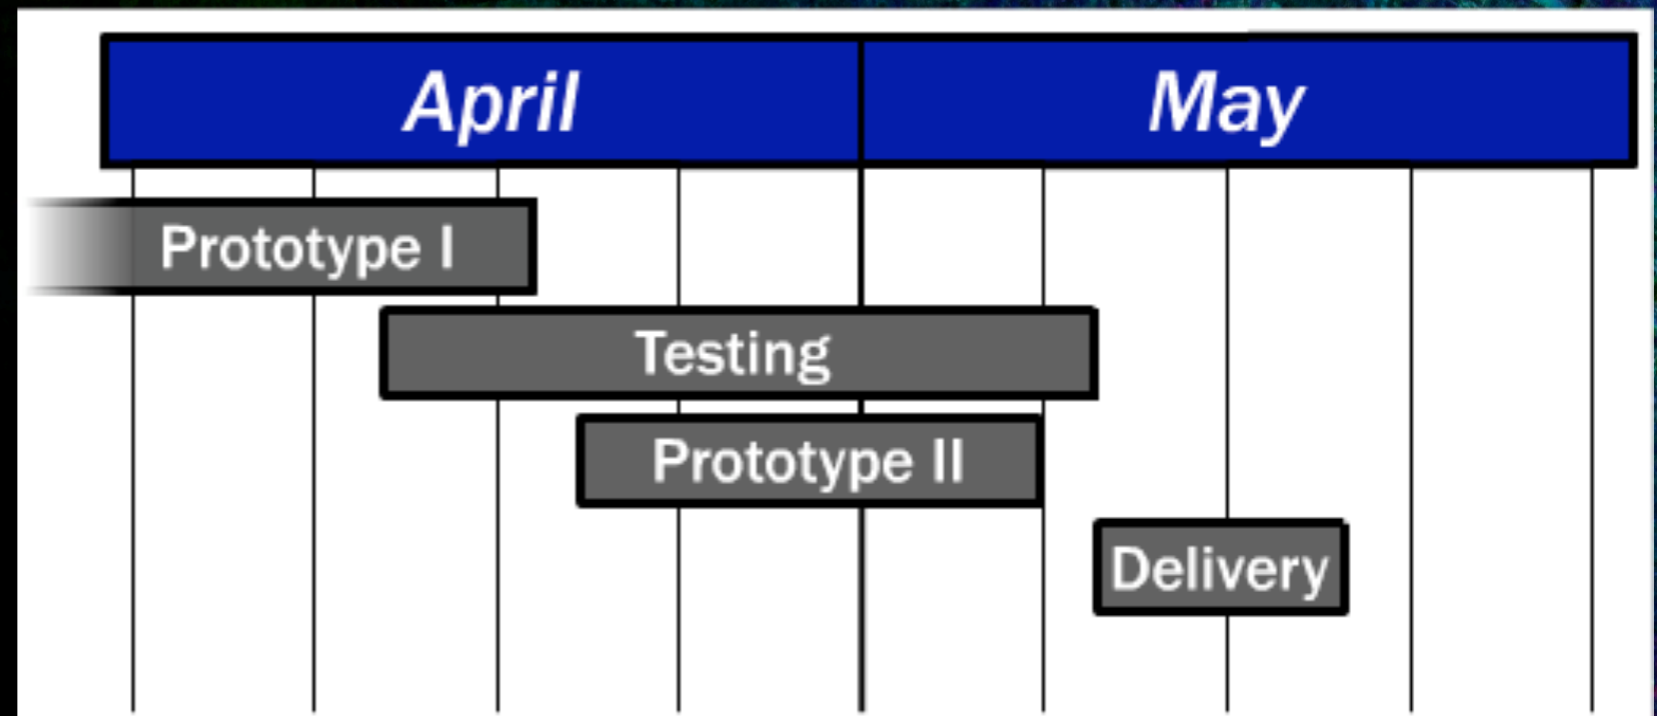 April
May
Prototype I
Testing
Prototype II
Delivery